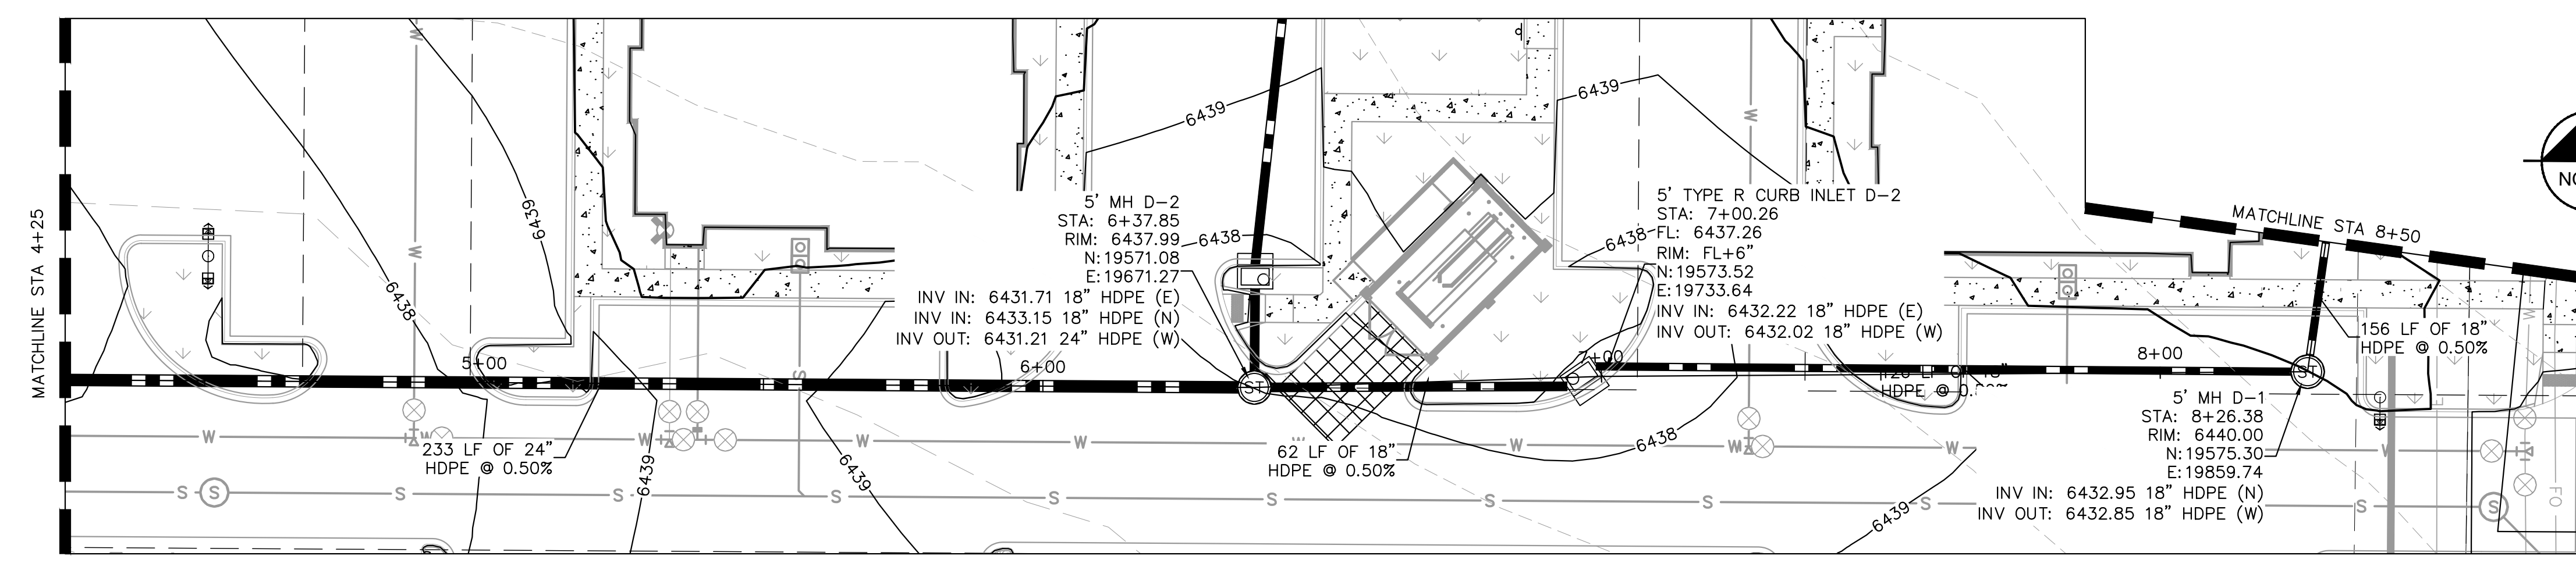 MATCHLINE STA 4+25
6438
6439
5+00
233 LF OF 24”
HDPE @ 0.50%
6439
6439
6439
5’ MH D-2
STA: 6+37.85
RIM: 6437.99
N:19571.08
E:19671.27
INV IN: 6431.71 18” HDPE (E)
INV IN: 6433.15 18” HDPE (N)
INV OUT: 6431.21 24” HDPE (W)
6438
6+00
ST
62 LF OF 18”
HDPE @ 0.50%
6439
6438
5’ TYPE R CURB INLET D-2
STA: 7+00.26
FL: 6437.26
RIM: FL+6”
N:19573.52
E:19733.64
INV IN: 6432.22 18” HDPE (E)
INV OUT: 6432.02 18” HDPE (W)
7+00
6438
HDPE @
8+00
MATCHLINE STA 8+50
156 LF OF 18”
HDPE @ 0.50%
ST
5’ MH D-1
STA: 8+26.38
RIM: 6440.00
N:19575.30
E:19859.74
INV IN: 6432.95 18” HDPE (N)
INV OUT: 6432.85 18” HDPE (W)
6439
W W W W W W W W
S S S S S S S S S S S S
FO